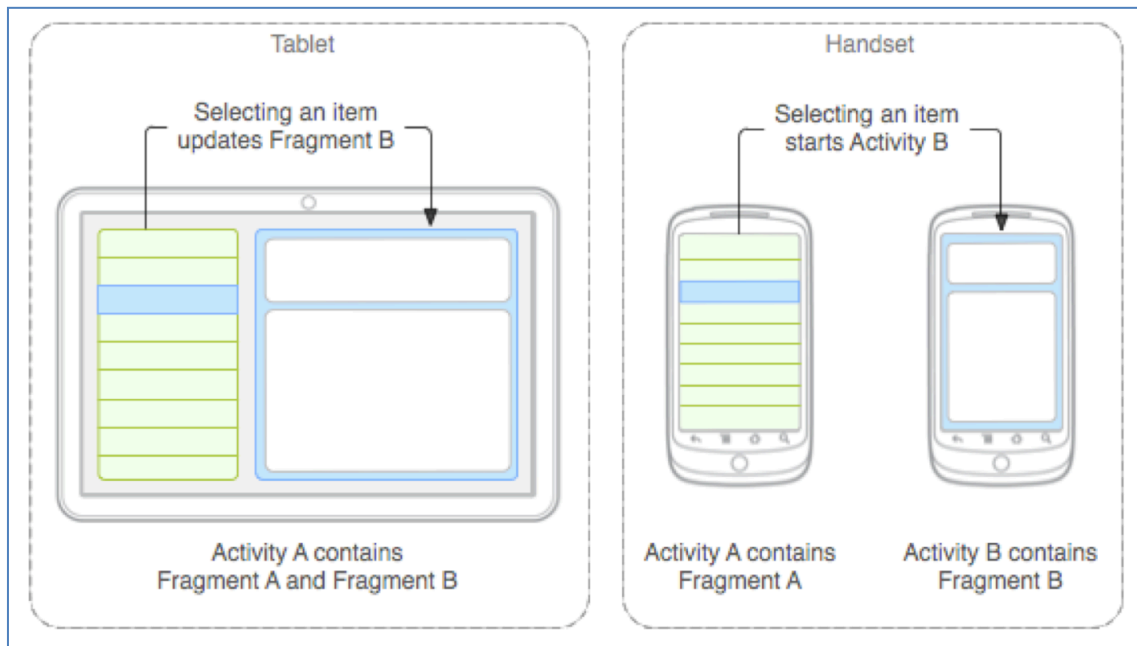 Tablet
Selecting an item
updates Fragment B
Activity A contains
Fragment A and Fragment B
Handset
Selecting an item
starts Activity B
Activity A contains
Fragment A
Activity B contains
Fragment B